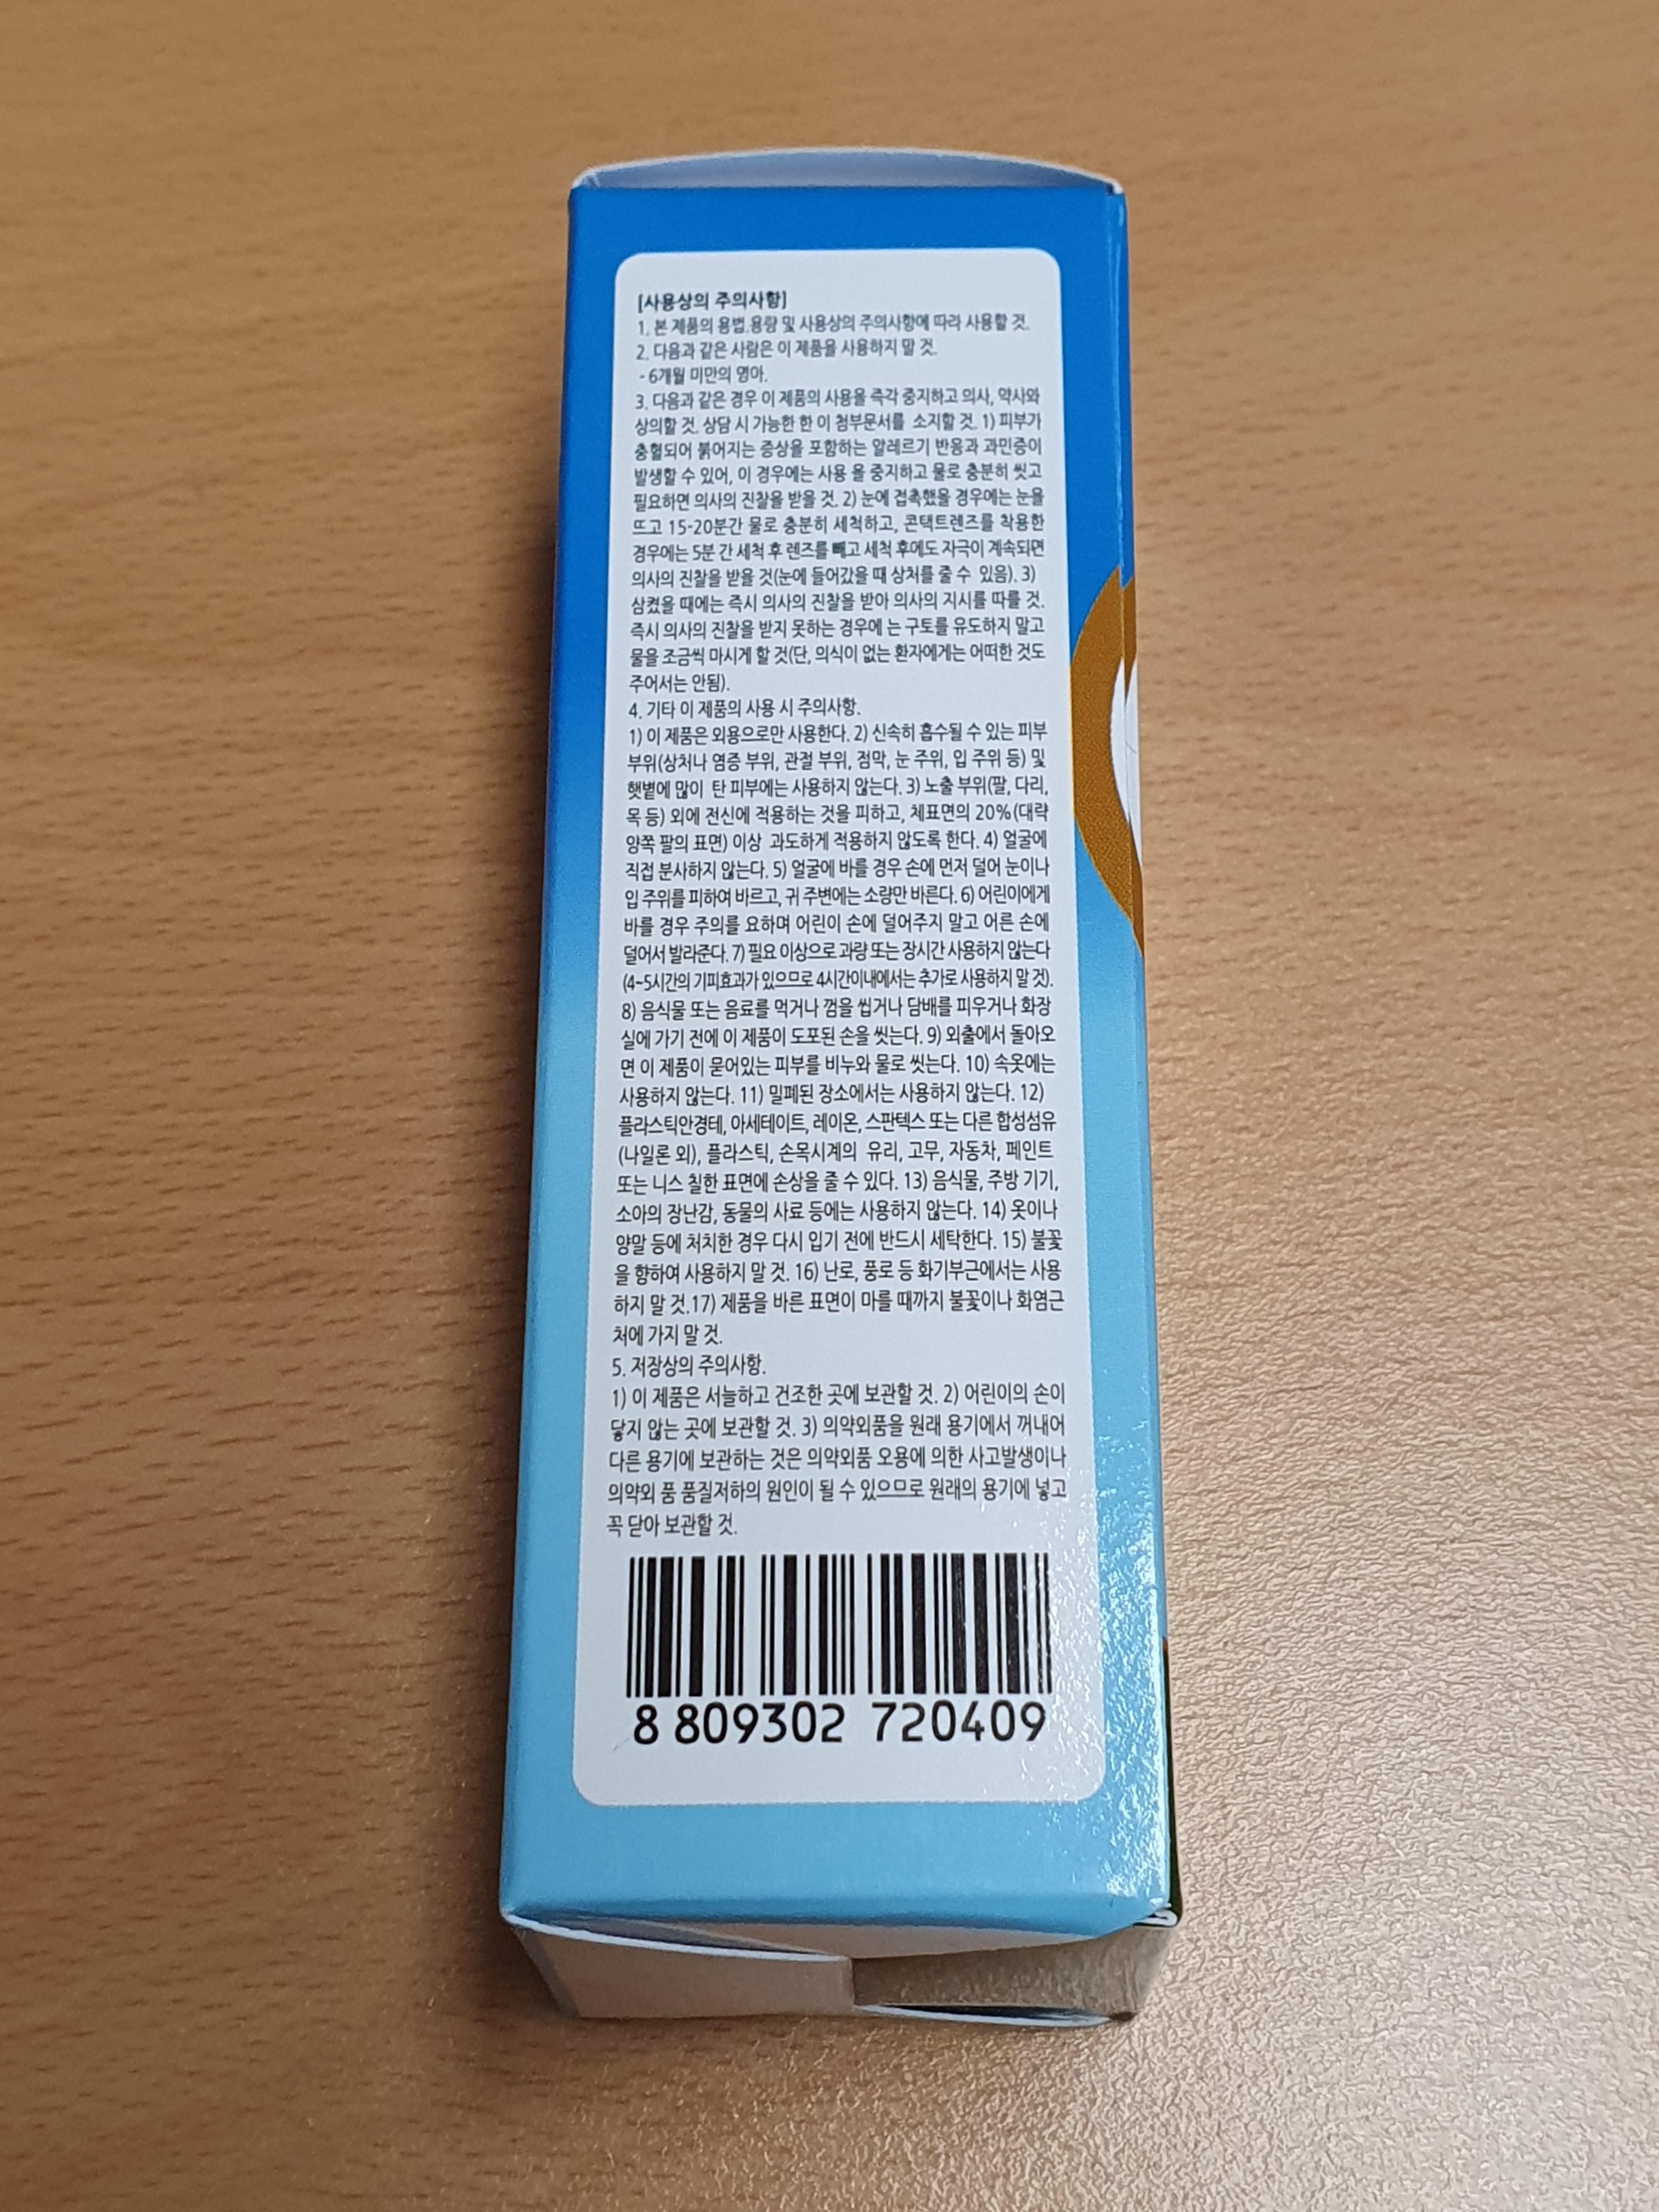 [사용상의 주의사항]
1. 본 제품의 용법.용량 및 사용상의 주의사항에 따라 사용할 것.
2. 다음과 같은 사람은 이 제품을 사용하지 말 것.
- 6개월 미만의 영아.
3. 다음과 같은 경우 이 제품의 사용을 즉각 중지하고 의사, 약사와
상의할 것. 상담 시 가능한 한 이 첨부문서를 소지할 것. 1) 피부가
충혈되어 붉어지는 증상을 포함하는 알레르기 반응과 과민증이
발생할 수 있어, 이 경우에는 사용 을 중지하고 물로 충분히 씻고
필요하면 의사의 진찰을 받을 것. 2) 눈에 접촉했을 경우에는 눈을
뜨고 15-20분간 물로 충분히 세척하고, 콘택트렌즈를 착용한
경우에는 5분 간 세척 후 렌즈를 빼고 세척 후에도 자극이 계속되면
의사의 진찰을 받을 것(눈에 들어갔을 때 상처를 줄 수 있음). 3)
삼켰을 때에는 즉시 의사의 진찰을 받아 의사의 지시를 따를 것.
즉시 의사의 진찰을 받지 못하는 경우에 는 구토를 유도하지 말고
물을 조금씩 마시게 할 것(단, 의식이 없는 환자에게는 어떠한 것도
주어서는 안됨).
4. 기타 이 제품의 사용 시 주의사항.
1) 이 제품은 외용으로만 사용한다. 2) 신속히 흡수될 수 있는 피부
부위(상처나 염증 부위, 관절 부위, 점막, 눈 주위, 입 주위 등) 및
햇볕에 많이 탄 피부에는 사용하지 않는다. 3) 노출 부위(팔, 다리,
목 등) 외에 전신에 적용하는 것을 피하고, 체표면의 20%(대략
양쪽 팔의 표면) 이상 과도하게 적용하지 않도록 한다. 4) 얼굴에
직접 분사하지 않는다. 5) 얼굴에 바를 경우 손에 먼저 덜어 눈이나
입 주위를 피하여 바르고, 귀 주변에는 소량만 바른다. 6) 어린이에게
바를 경우 주의를 요하며 어린이 손에 덜어주지 말고 어른 손에
덜어서 발라준다. 7) 필요 이상으로 과량 또는 장시간 사용하지 않는다
(4~5시간의 기피효과가 있으므로 4시간이내에서는 추가로 사용하지 말 것).
8) 음식물 또는 음료를 먹거나 껌을 씹거나 담배를 피우거나 화장
실에 가기 전에 이 제품이 도포된 손을 씻는다. 9) 외출에서 돌아오
면 이 제품이 묻어있는 피부를 비누와 물로 씻는다. 10) 속옷에는
사용하지 않는다. 11) 밀폐된 장소에서는 사용하지 않는다. 12)
플라스틱안경테, 아세테이트, 레이온, 스판텍스 또는 다른 합성섬유
(나일론 외), 플라스틱, 손목시계의 유리, 고무, 자동차, 페인트
또는 니스 칠한 표면에 손상을 줄 수 있다. 13) 음식물, 주방 기기,
소아의 장난감, 동물의 사료 등에는 사용하지 않는다. 14) 옷이나
양말 등에 처치한 경우 다시 입기 전에 반드시 세탁한다. 15) 불꽃
을 향하여 사용하지 말 것. 16) 난로, 풍로 등 화기부근에서는 사용
하지 말 것.17) 제품을 바른 표면이 마를 때까지 불꽃이나 화염근
처에 가지 말 것.
5. 저장상의 주의사항.
1) 이 제품은 서늘하고 건조한 곳에 보관할 것. 2) 어린이의 손이
닿지 않는 곳에 보관할 것. 3) 의약외품을 원래 용기에서 꺼내어
다른 용기에 보관하는 것은 의약외품 오용에 의한 사고발생이나
의약외 품 품질저하의 원인이 될 수 있으므로 원래의 용기에 넣고
꼭 닫아 보관할 것.
8 809302 720409